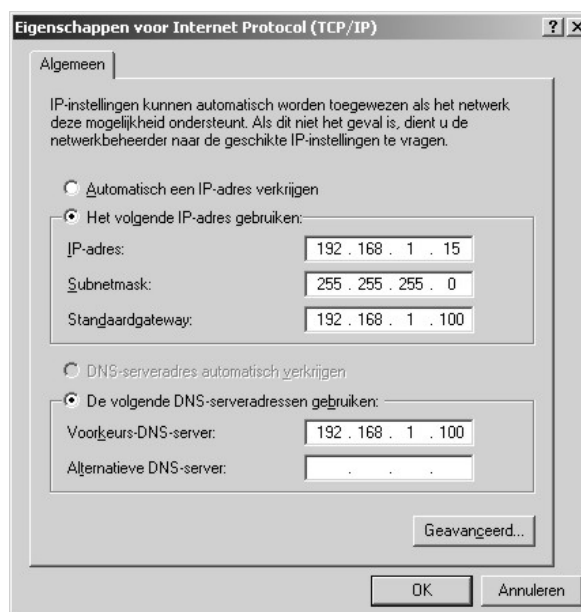 Eigenschappen voor Internet Protocol (TCP/IP)
Algemeen
IP-instellingen kunnen automatisch worden toegewezen als het netwerk
deze mogelijkheid ondersteunt. Als dit niet het geval is, dient u de
netwerkbeheerder naar de geschikte IP-instellingen te vragen.
Automatisch een IP-adres verkrijgen
Het volgende IP-adres gebruiken:
IP-adres: 192 . 168 . 1 . 15
Subnetmask: 255 . 255 . 255 . 0
Standaardgateway: 192 . 168 . 1 . 100
DNS-serveradres automatisch verkrijgen
De volgende DNS-serveradressen gebruiken:
Voorkeurs-DNS-server: 192 . 168 . 1 . 100
Alternatieve DNS-server: . . .
Geavanceerd...
OK Annuleren